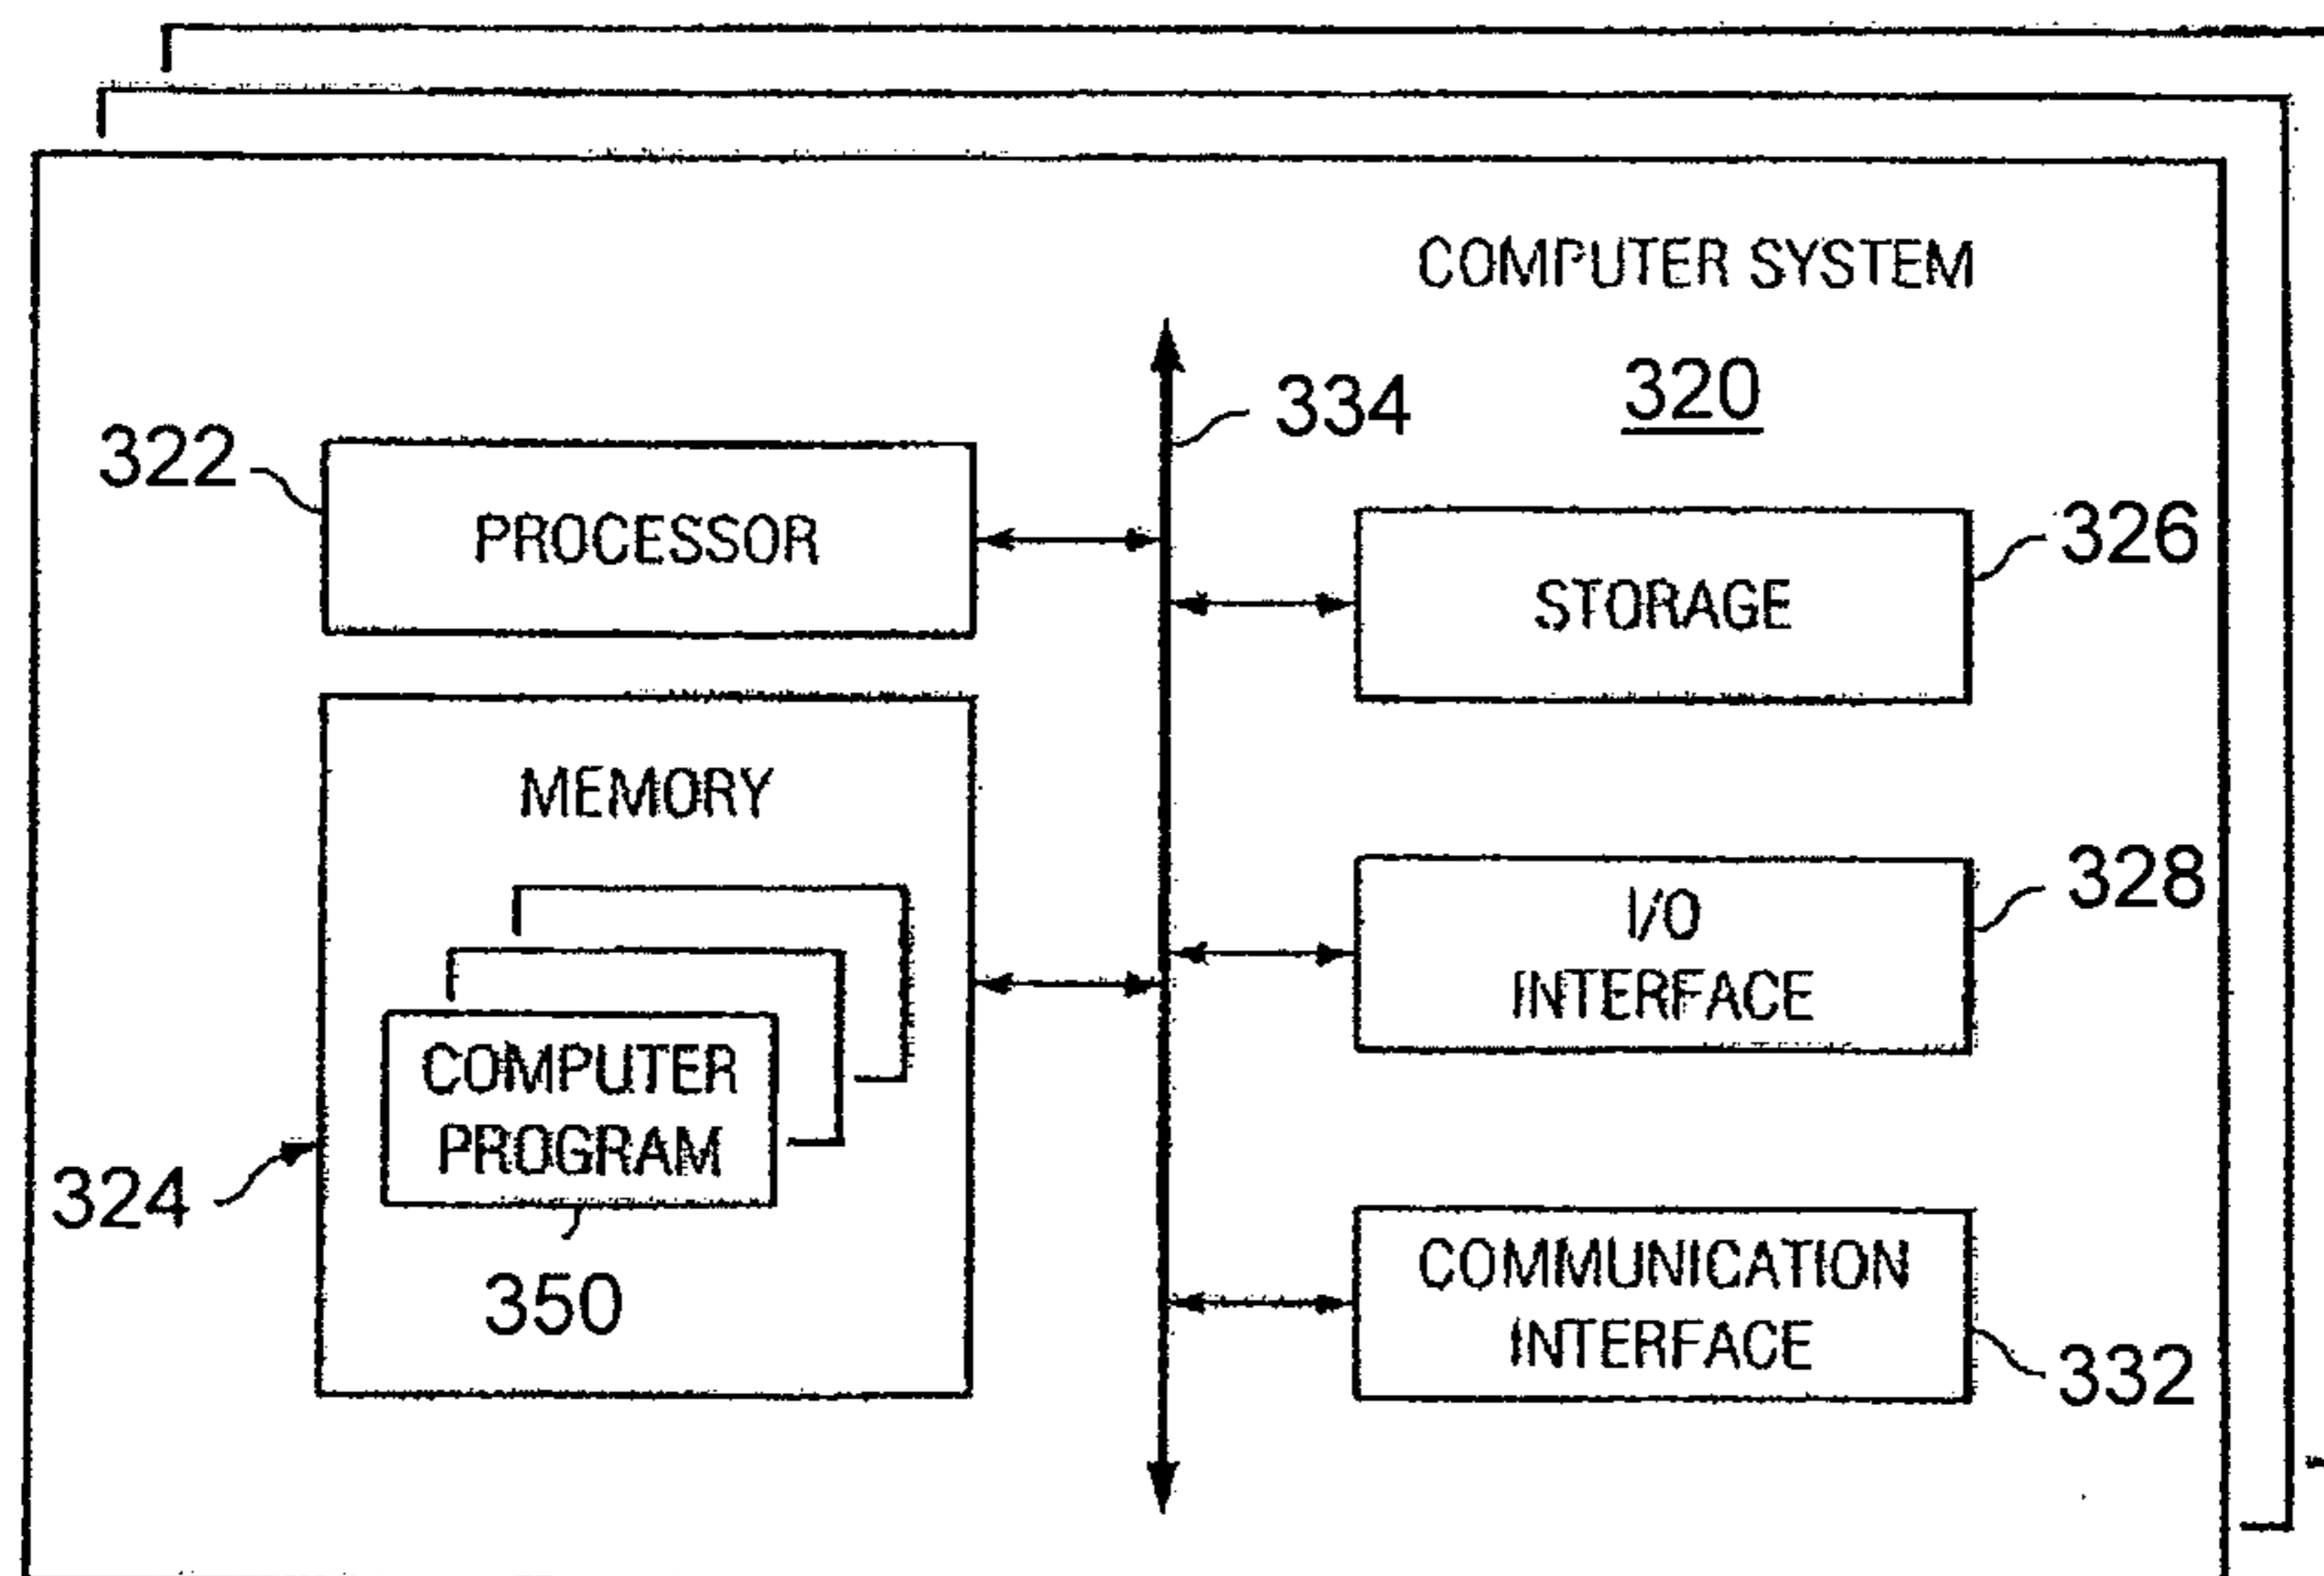 COMPUTER SYSTEM
320
334
322
PROCESSOR
326
STORAGE
MEMORY
328
I/O
INTERFACE
COMPUTER
PROGRAM
324
350
COMMUNICATION
INTERFACE
332